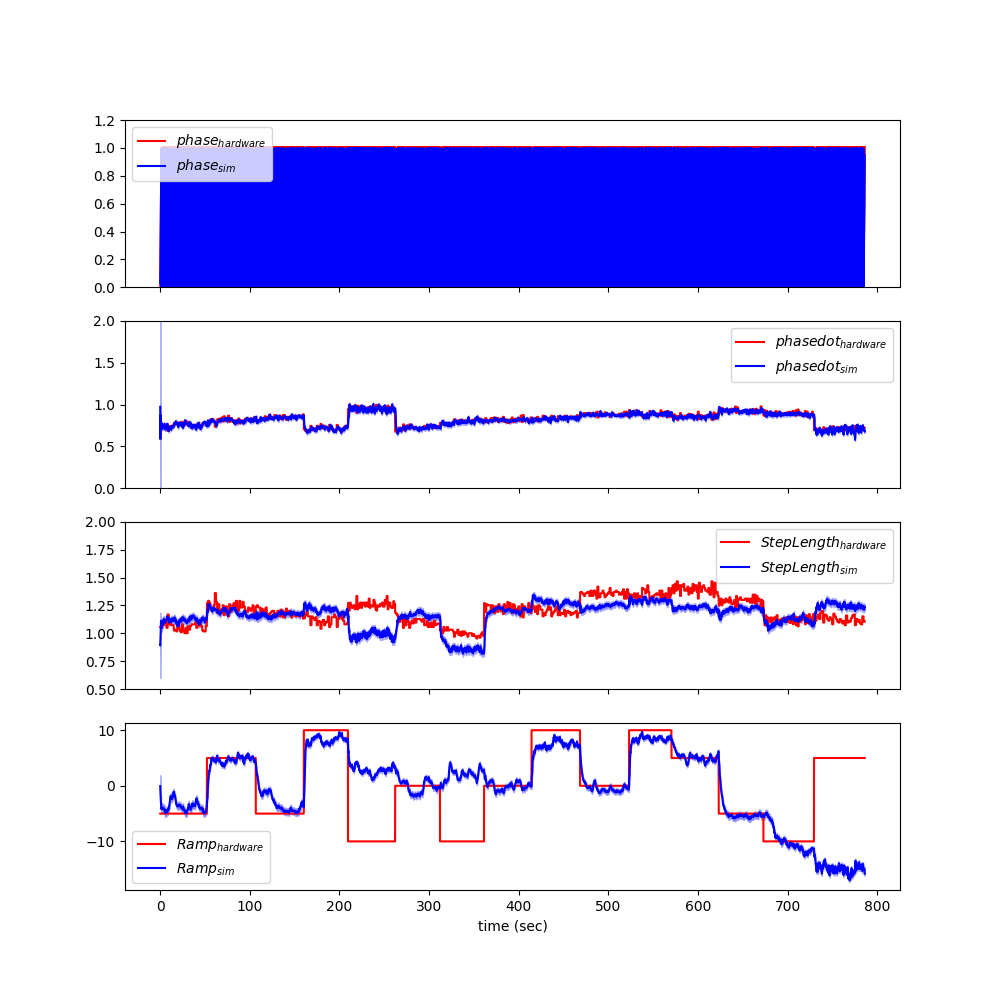 1.2
1.0
0.8
0.6
0.4
0.2
0.0
phase_hardware
phase_sim
2.0
1.5
1.0
0.5
0.0
phasedot_hardware
phasedot_sim
2.00
1.75
1.50
1.25
1.00
0.75
0.50
StepLength_hardware
StepLength_sim
10
0
−10
Ramp_hardware
Ramp_sim
0 100 200 300 400 500 600 700 800
time (sec)